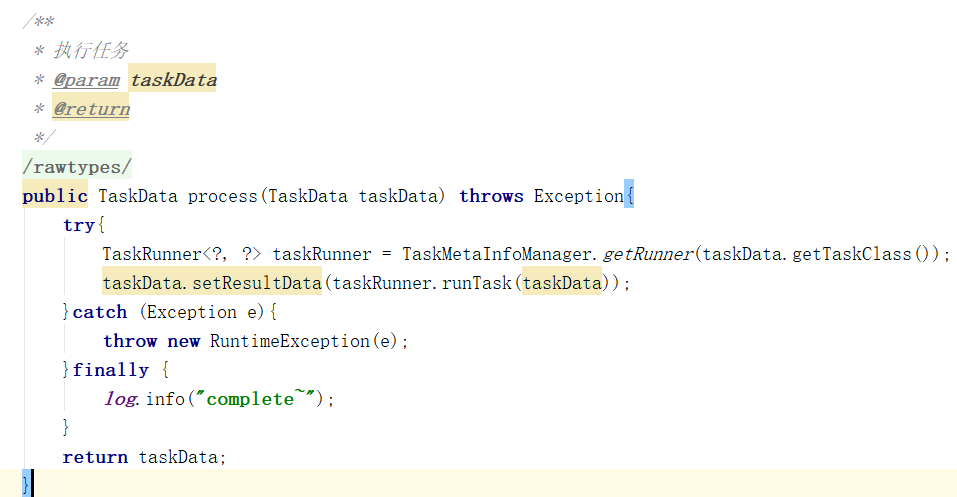 /**
 * 执行任务
 * @param taskData
 * @return
 */
/rawtypes/
public TaskData process(TaskData taskData) throws Exception{
    try{
        TaskRunner<?, ?> taskRunner = TaskMetaInfoManager.getRunner(taskData.getTaskClass());
        taskData.setResultData(taskRunner.runTask(taskData));
    }catch (Exception e){
        throw new RuntimeException(e);
    }finally {
        log.info("complete~");
    }
    return taskData;
}